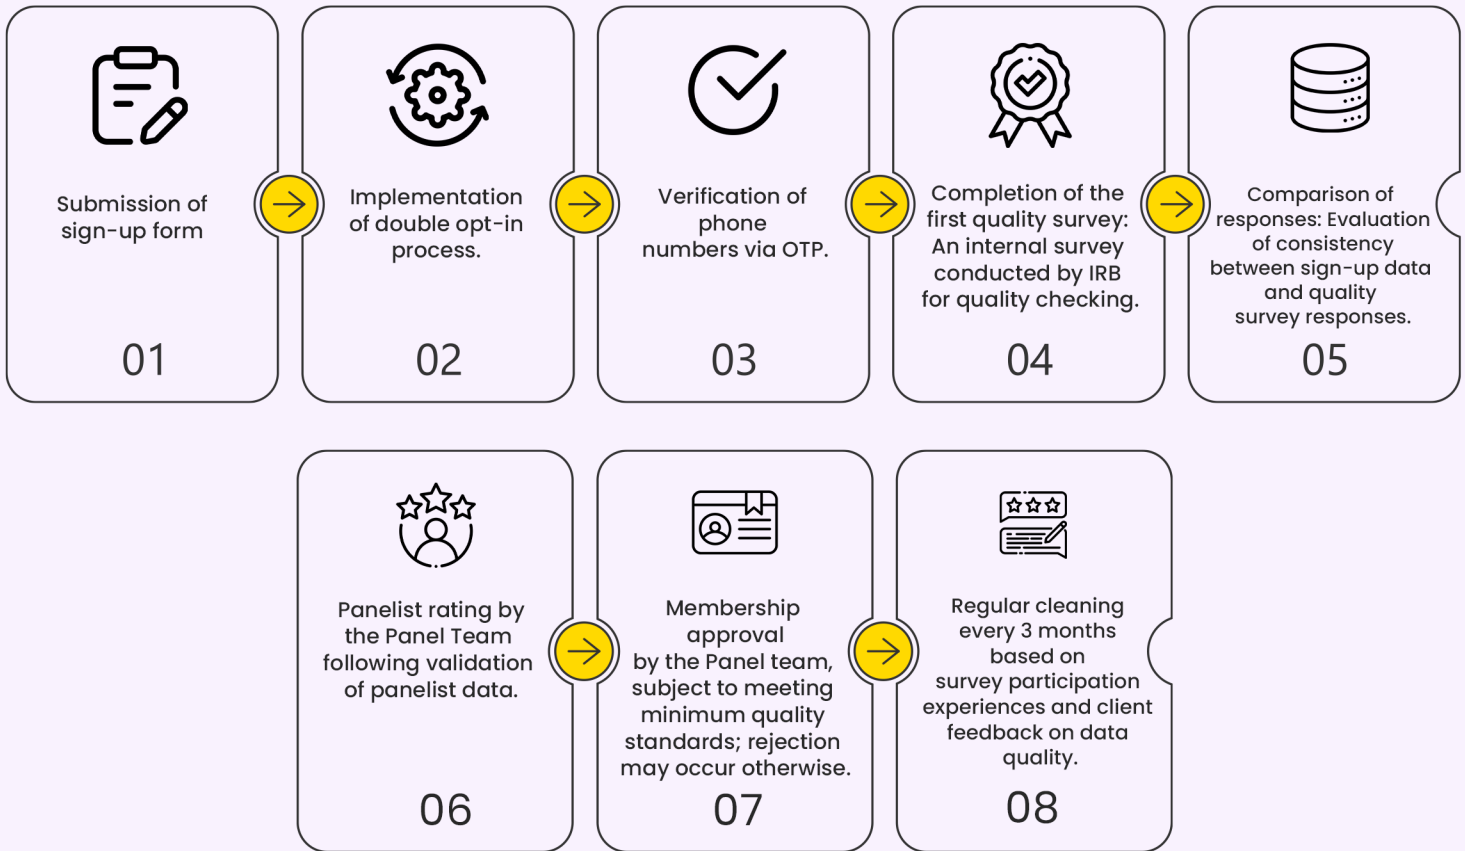 Submission of
sign-up form
01
Implementation
of double opt-in
process.
02
Verification of
phone
numbers via OTP.
03
Completion of the
first quality survey:
An internal survey
conducted by IRB
for quality checking.
04
Comparison of
responses: Evaluation
of consistency
between sign-up data
and quality
survey responses.
05
Panelist rating by
the Panel Team
following validation
of panelist data.
06
Membership
approval
by the Panel team,
subject to meeting
minimum quality
standards; rejection
may occur otherwise.
07
Regular cleaning
every 3 months
based on
survey participation
experiences and client
feedback on data
quality.
08